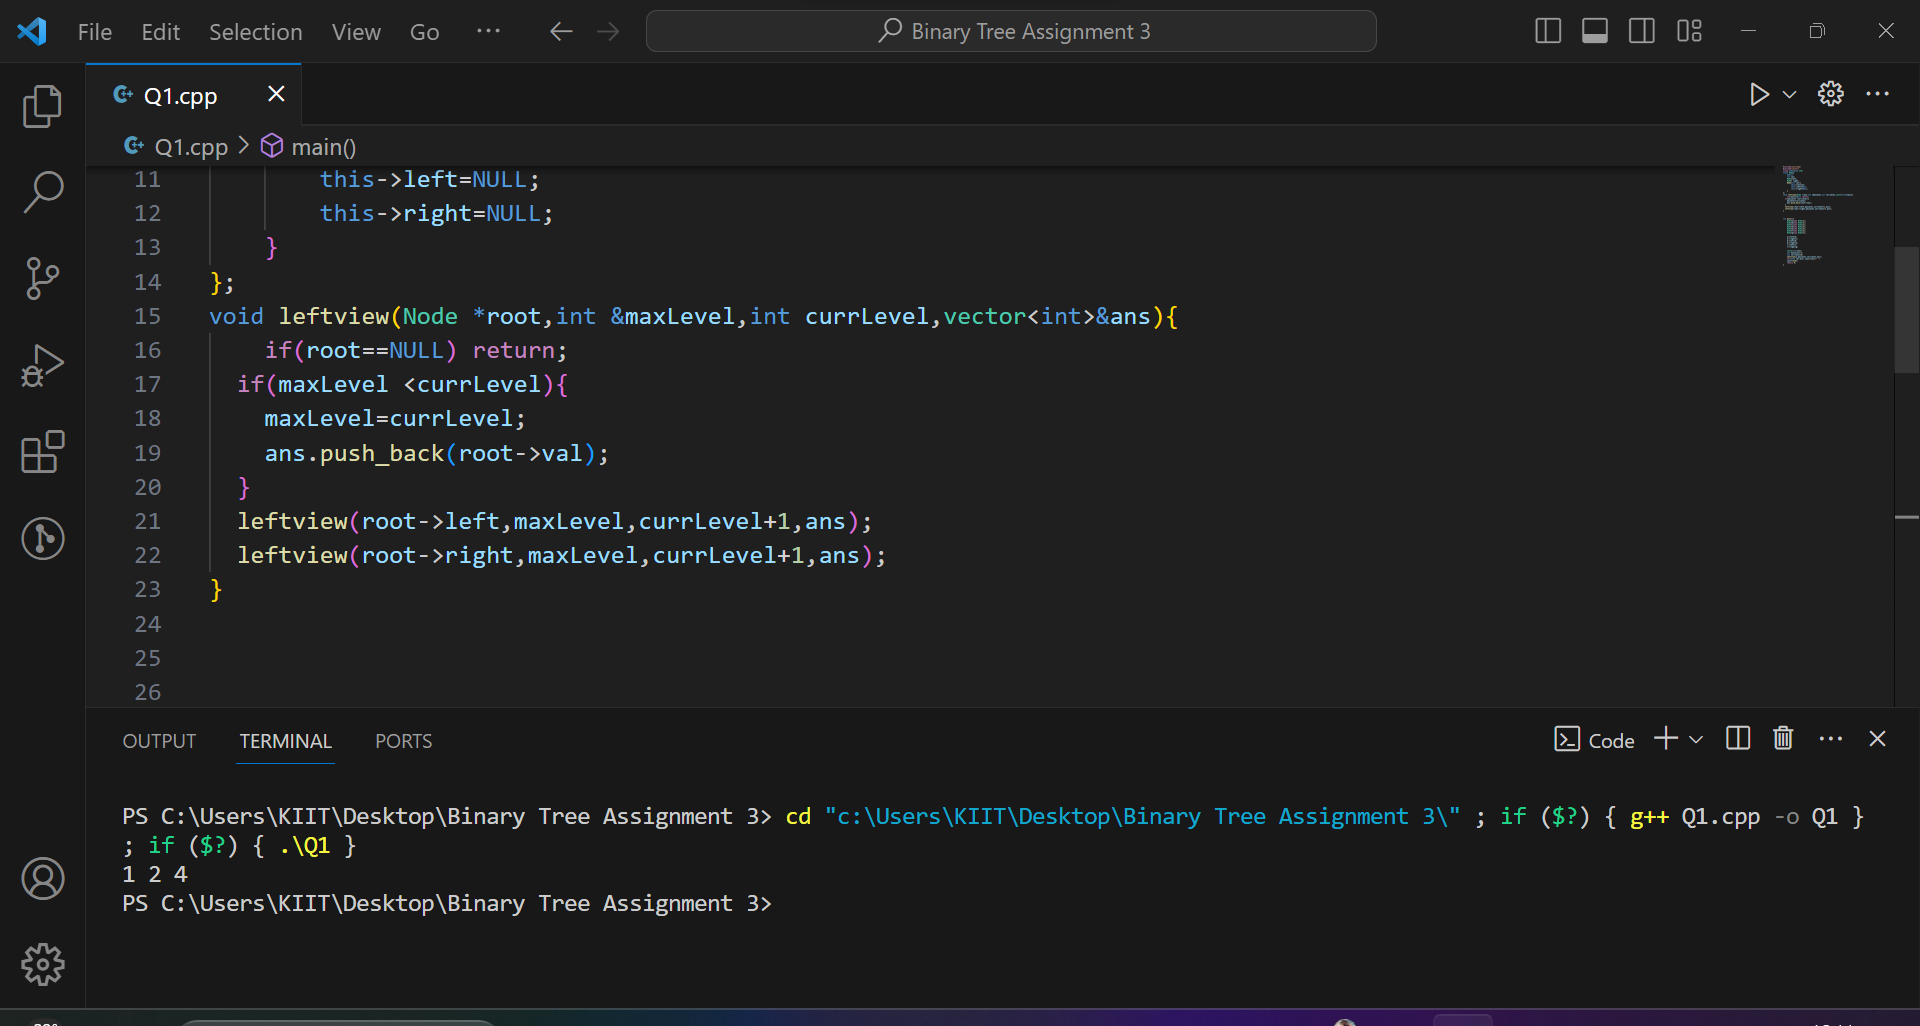 File Edit Selection View Go ··· Binary Tree Assignment 3
Q1.cpp
Q1.cpp > main()
11 this->left=NULL;
12 this->right=NULL;
13 }
14 };
15 void leftview(Node *root,int &maxLevel,int currLevel,vector<int>&ans){
16 if(root==NULL) return;
17 if(maxLevel <currLevel){
18 maxLevel=currLevel;
19 ans.push_back(root->val);
20 }
21 leftview(root->left,maxLevel,currLevel+1,ans);
22 leftview(root->right,maxLevel,currLevel+1,ans);
23 }
24
25
26
OUTPUT TERMINAL PORTS Code
PS C:\Users\KIIT\Desktop\Binary Tree Assignment 3> cd "c:\Users\KIIT\Desktop\Binary Tree Assignment 3\" ; if ($?) { g++ Q1.cpp -o Q1 }
; if ($?) { .\Q1 }
1 2 4
PS C:\Users\KIIT\Desktop\Binary Tree Assignment 3>